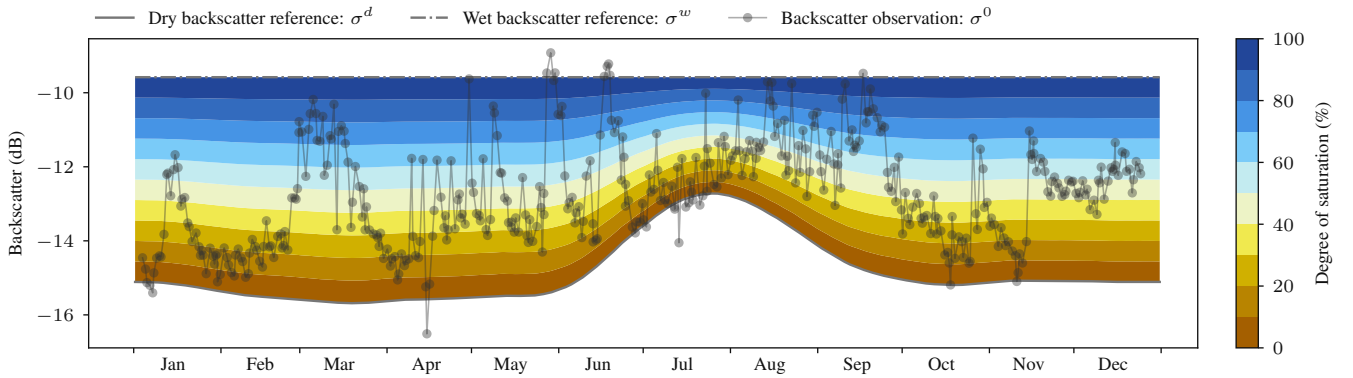 Dry backscatter reference: σ^d Wet backscatter reference: σ^w Backscatter observation: σ^0
Backscatter (dB)
−10
−12
−14
−16
Jan Feb Mar Apr May Jun Jul Aug Sep Oct Nov Dec
100
80
60
40
20
0
Degree of saturation (%)